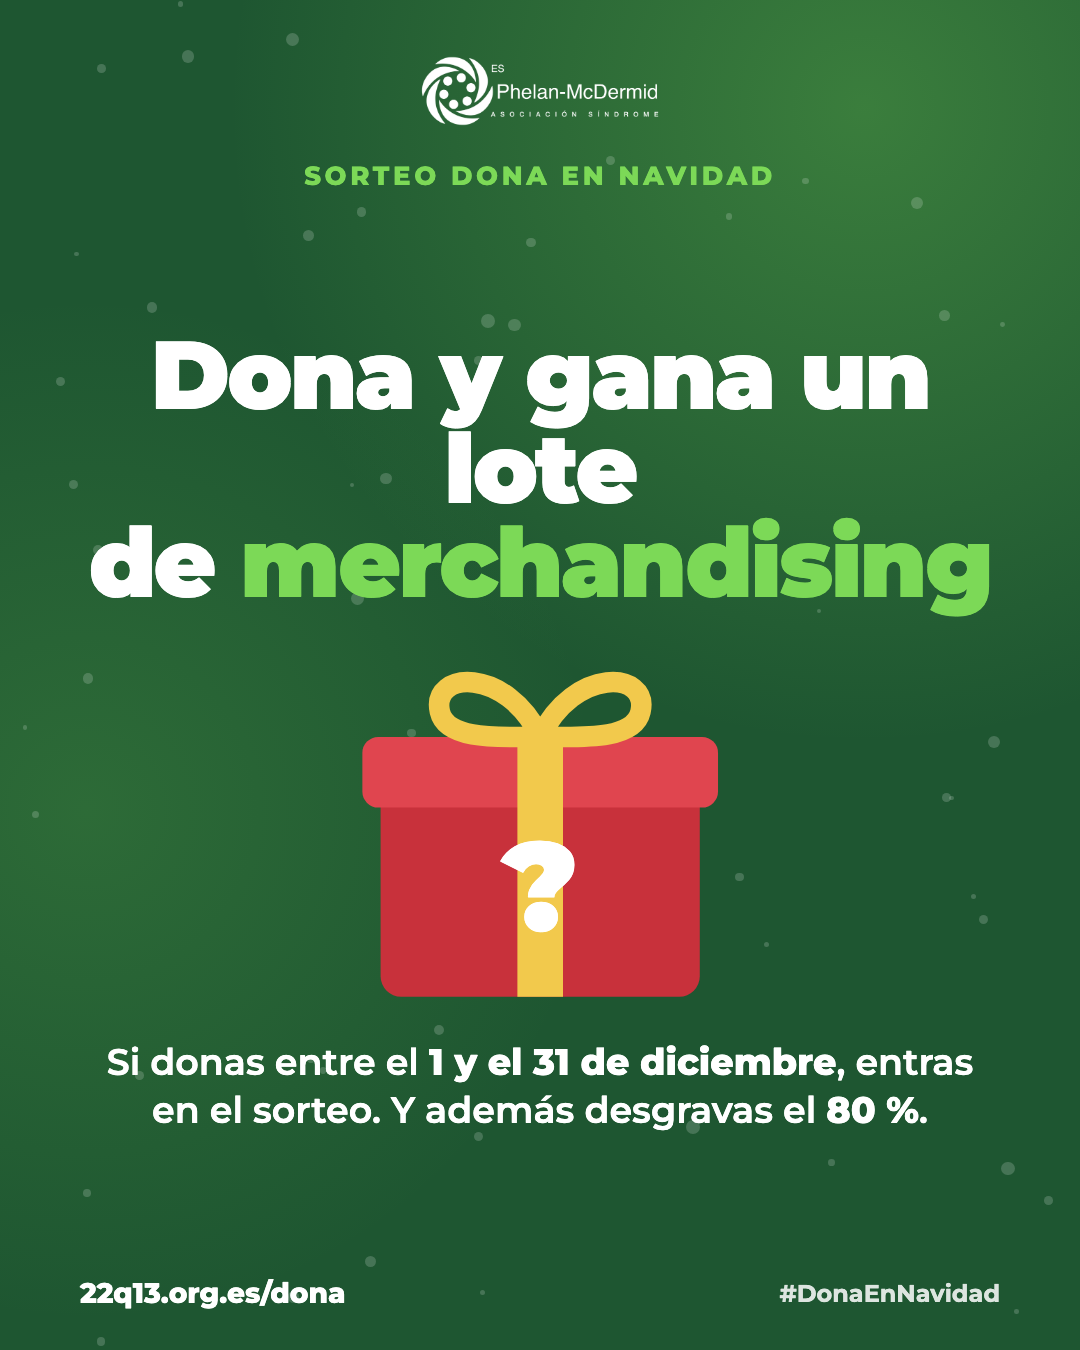 ES
Phelan-McDermid
ASOCIACIÓN SÍNDROME
SORTEO DONA EN NAVIDAD
Dona y gana un
lote
de merchandising
?
Si donas entre el 1 y el 31 de diciembre, entras
en el sorteo. Y además desgravas el 80 %.
22q13.org.es/dona
#DonaEnNavidad